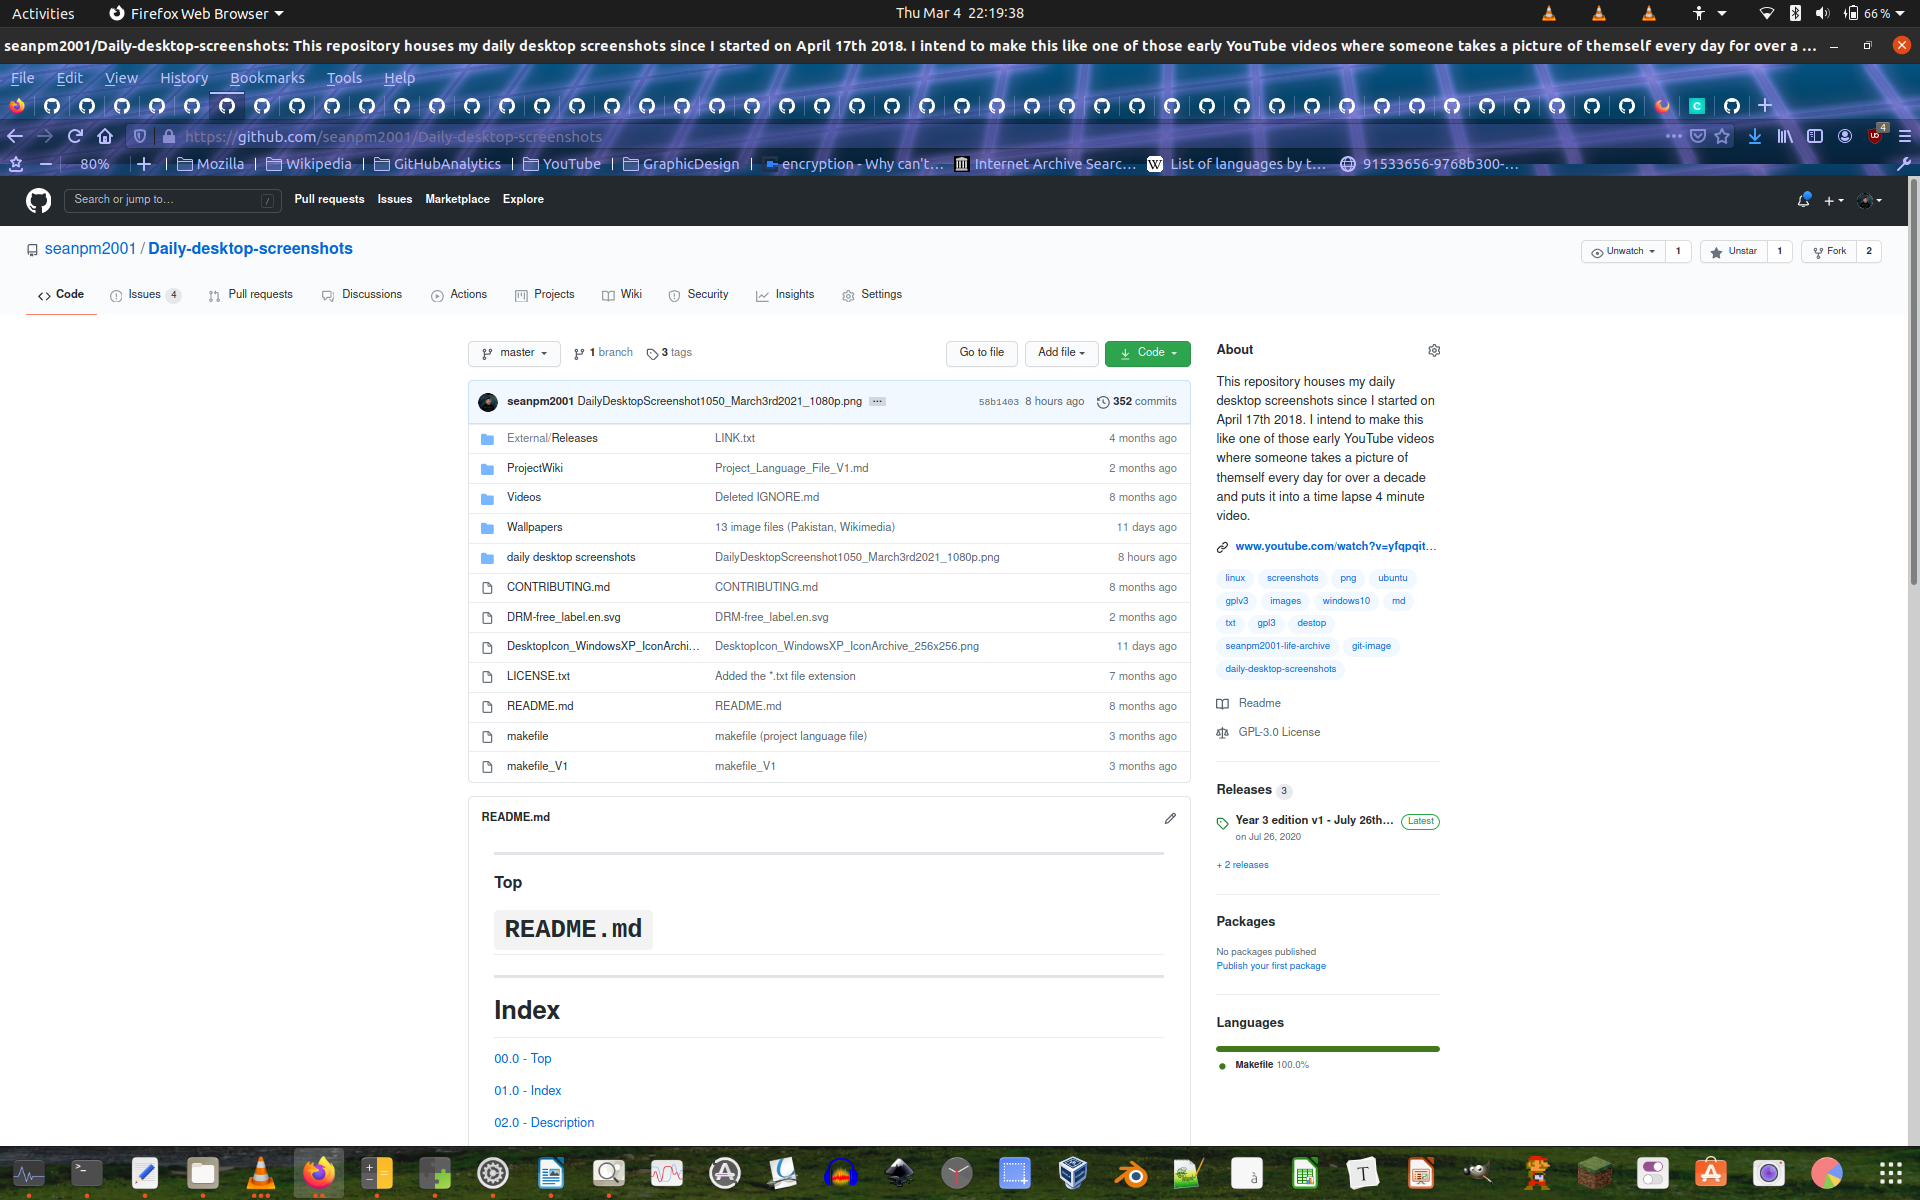 Activities Firefox Web Browser Thu Mar 4 22:19:38 66 %
seanpm2001/Daily-desktop-screenshots: This repository houses my daily desktop screenshots since I started on April 17th 2018. I intend to make this like one of those early YouTube videos where someone takes a picture of themself every day for over a ...
File Edit View History Bookmarks Tools Help
https://github.com/seanpm2001/Daily-desktop-screenshots 4
80% Mozilla Wikipedia GitHubAnalytics YouTube GraphicDesign encryption - Why can't… Internet Archive Searc… List of languages by t… 91533656-9768b300-…
Search or jump to… / Pull requests Issues Marketplace Explore
seanpm2001 / Daily-desktop-screenshots Unwatch 1 Unstar 1 Fork 2
Code Issues 4 Pull requests Discussions Actions Projects Wiki Security Insights Settings
master 1 branch 3 tags Go to file Add file Code
seanpm2001 DailyDesktopScreenshot1050_March3rd2021_1080p.png ... 58b1403 8 hours ago 352 commits
External/Releases LINK.txt 4 months ago
ProjectWiki Project_Language_File_V1.md 2 months ago
Videos Deleted IGNORE.md 8 months ago
Wallpapers 13 image files (Pakistan, Wikimedia) 11 days ago
daily desktop screenshots DailyDesktopScreenshot1050_March3rd2021_1080p.png 8 hours ago
CONTRIBUTING.md CONTRIBUTING.md 8 months ago
DRM-free_label.en.svg DRM-free_label.en.svg 2 months ago
DesktopIcon_WindowsXP_IconArchi… DesktopIcon_WindowsXP_IconArchive_256x256.png 11 days ago
LICENSE.txt Added the *.txt file extension 7 months ago
README.md README.md 8 months ago
makefile makefile (project language file) 3 months ago
makefile_V1 makefile_V1 3 months ago
README.md
Top
README.md
Index
00.0 - Top
01.0 - Index
02.0 - Description
About
This repository houses my daily
desktop screenshots since I started on
April 17th 2018. I intend to make this
like one of those early YouTube videos
where someone takes a picture of
themself every day for over a decade
and puts it into a time lapse 4 minute
video.
www.youtube.com/watch?v=yfqpqit…
linux screenshots png ubuntu
gplv3 images windows10 md
txt gpl3 destop
seanpm2001-life-archive git-image
daily-desktop-screenshots
Readme
GPL-3.0 License
Releases 3
Year 3 edition v1 - July 26th… Latest
on Jul 26, 2020
+ 2 releases
Packages
No packages published
Publish your first package
Languages
Makefile 100.0%